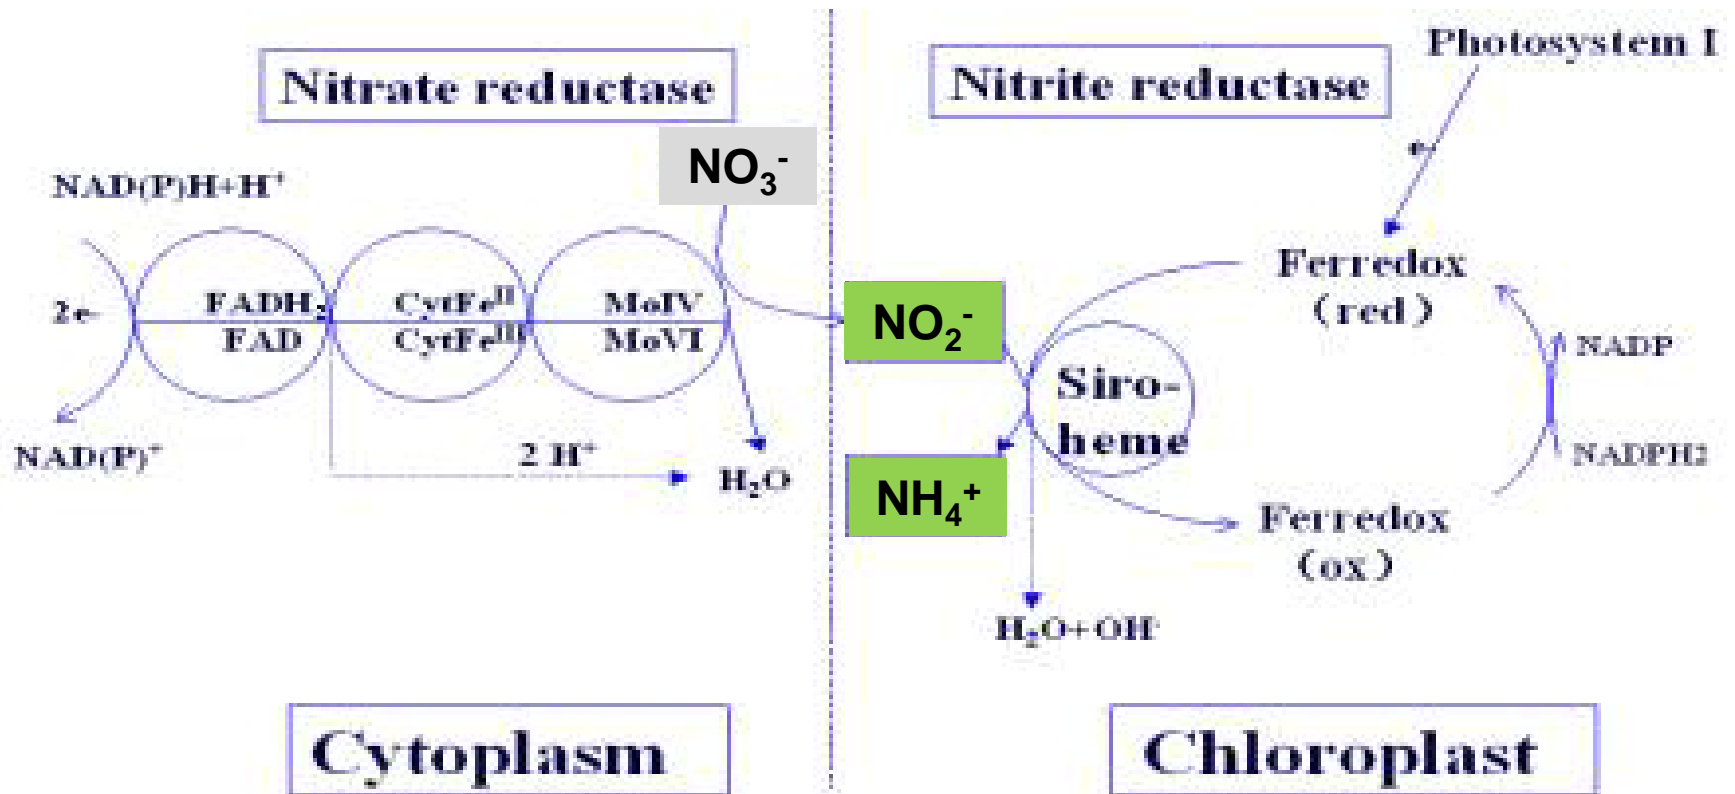 Photosystem I
Nitrate reductase
Nitrite reductase
NO₃⁻
e-
NAD(P)H+H⁺
Ferredox
(red)
FADH₂
CytFeᴵᴵ
MoIV
2e-
NO₂⁻
FAD
CytFeᴵᴵᴵ
MoVI
NADP
Siro-
heme
NAD(P)⁺
2 H⁺
NADPH2
H₂O
NH₄⁺
Ferredox
(ox)
H₂O+OH⁻
Cytoplasm
Chloroplast